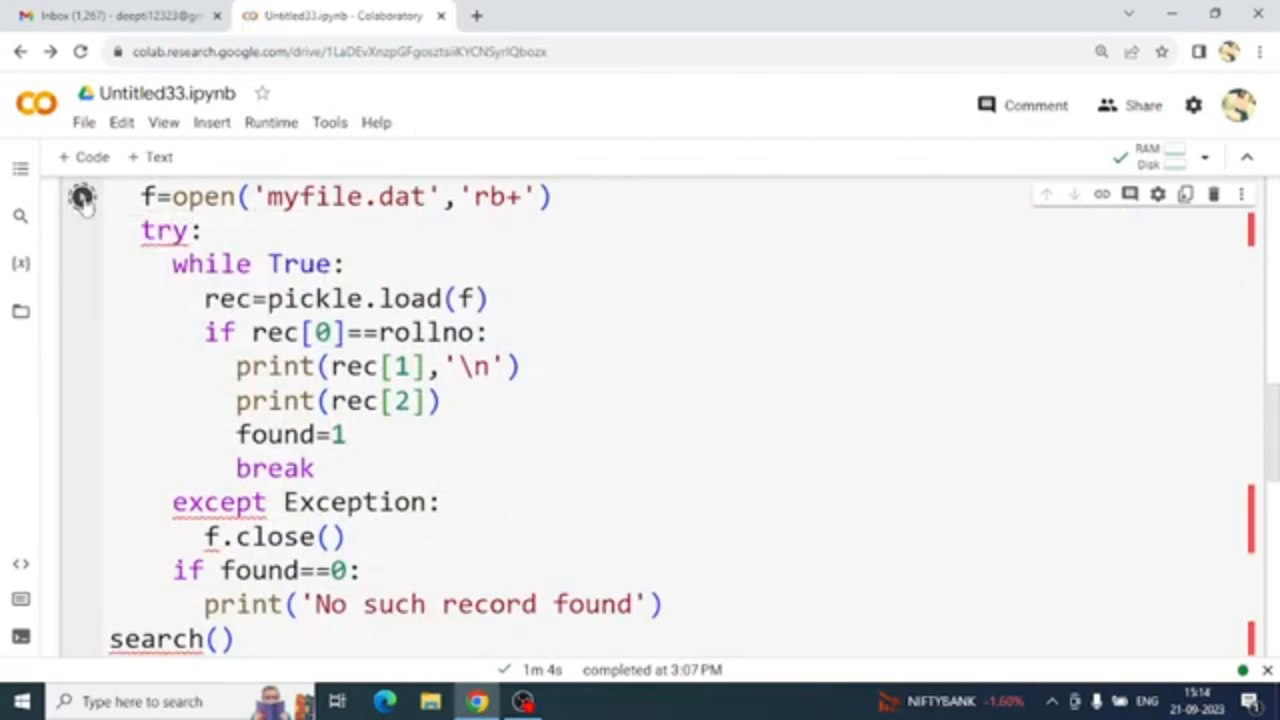 Inbox (1,267) - deepti12323@gm
Untitled33.ipynb - Colaboratory
colab.research.google.com/drive/1LaDEvXnzpGFgosztsiiKYCNSyrIQbozx
Untitled33.ipynb
Comment
Share
File Edit View Insert Runtime Tools Help
+ Code + Text
RAM
Disk
f=open('myfile.dat','rb+')
try:
while True:
rec=pickle.load(f)
if rec[0]==rollno:
print(rec[1],'\n')
print(rec[2])
found=1
break
except Exception:
f.close()
if found==0:
print('No such record found')
search()
1m 4s completed at 3:07 PM
Type here to search
NIFTYBANK -1.60%
ENG
15:14
21-09-2023